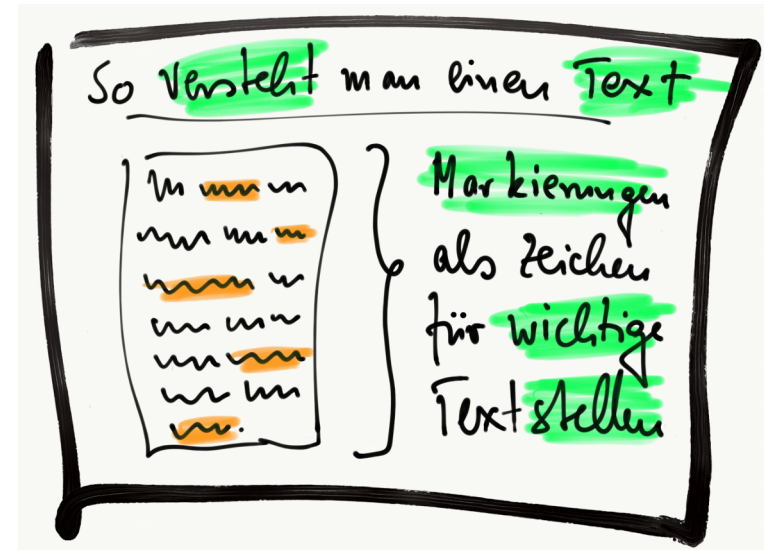 So versteht man einen Text
Markierungen
als Zeichen
für wichtige
Textstellen